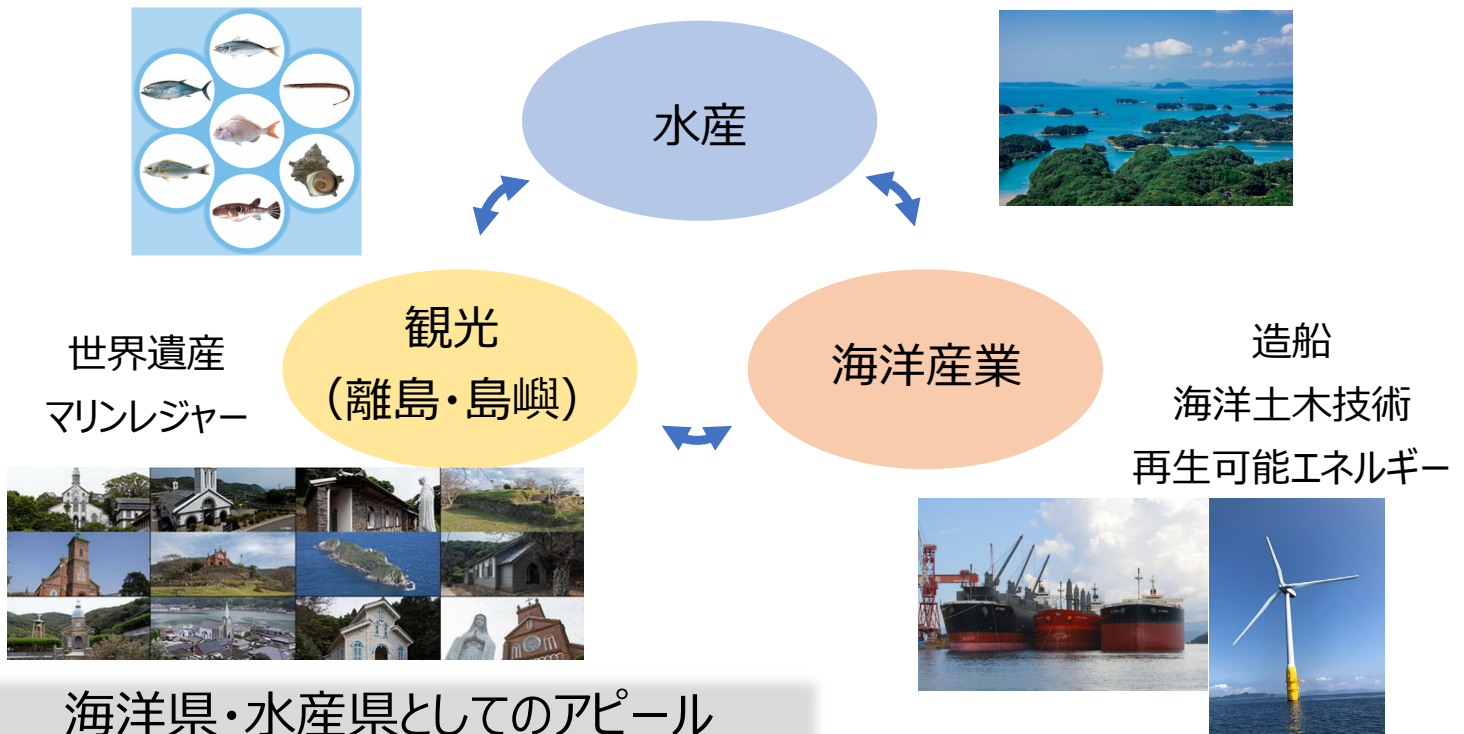 水産
観光
（離島・島嶼）
海洋産業
世界遺産
マリンレジャー
造船
海洋土木技術
再生可能エネルギー
海洋県・水産県としてのアピール